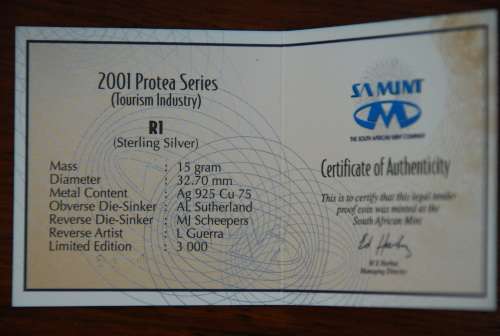 2001 Protea Series
(Tourism Industry)
R1
(Sterling Silver)
Mass : 15 gram
Diameter : 32.70 mm
Metal Content : Ag 925 Cu 75
Obverse Die-Sinker : AL Sutherland
Reverse Die-Sinker : MJ Scheepers
Reverse Artist : L Guerra
Limited Edition : 3 000
SA MINT
THE SOUTH AFRICAN MINT COMPANY
Certificate of Authenticity
This is to certify that this legal tender
proof coin was minted at the
South African Mint
Managing Director